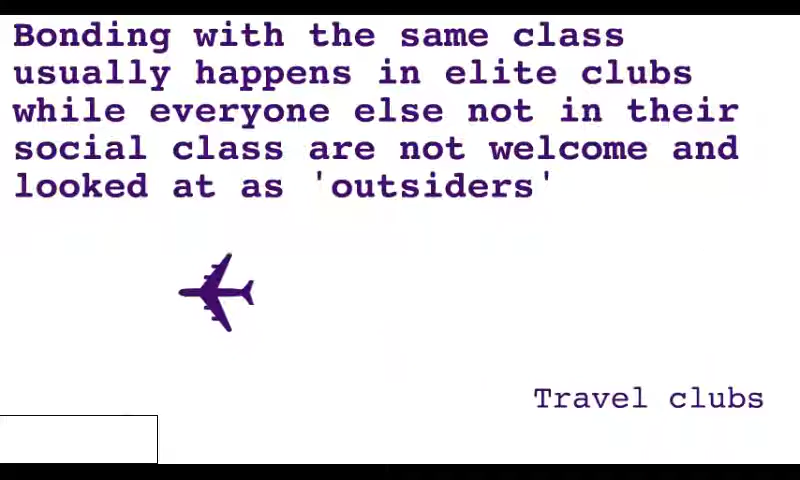 Bonding with the same class
usually happens in elite clubs
while everyone else not in their
social class are not welcome and
looked at as 'outsiders'
Travel clubs